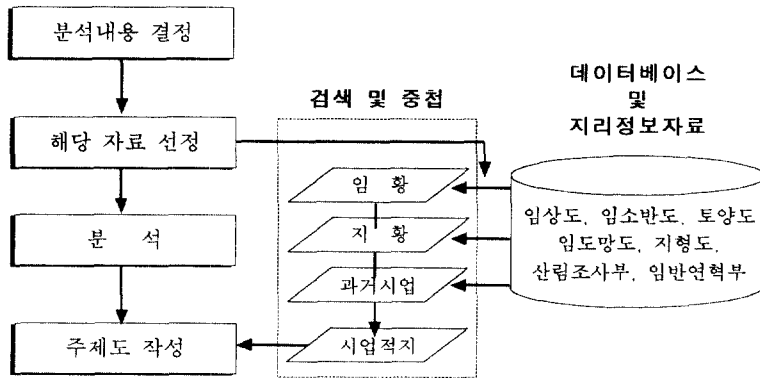 분석내용 결정
해당 자료 선정
분 석
주제도 작성
검색 및 중첩
임 황
지 황
과거시업
시업적지
데이터베이스
및
지리정보자료
임상도, 임소반도, 토양도
임도망도, 지형도,
산림조사부, 임반연혁부